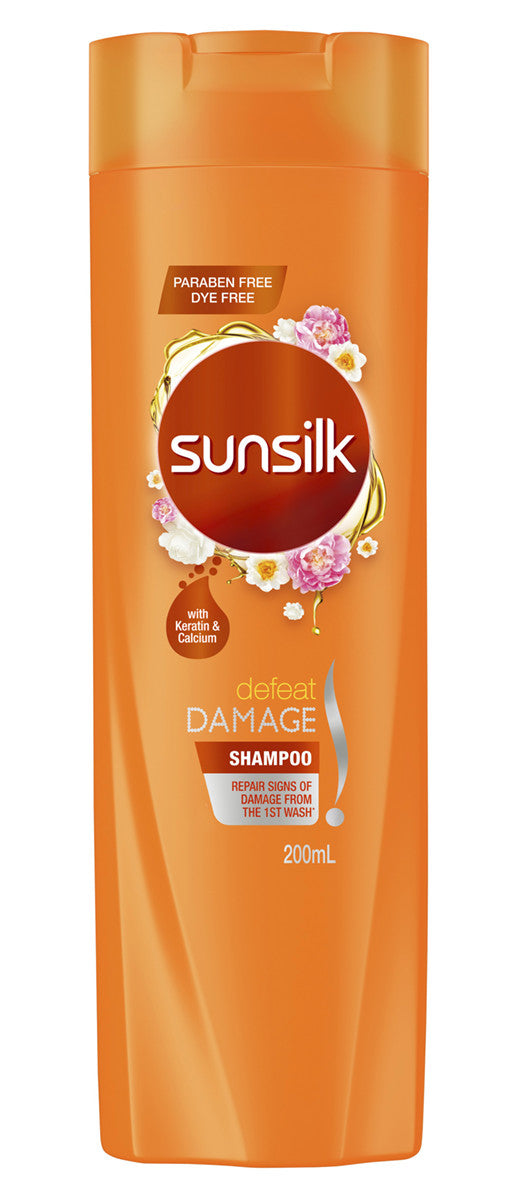 PARABEN FREE
DYE FREE
sunsilk
with
Keratin &
Calcium
defeat
DAMAGE
SHAMPOO
REPAIR SIGNS OF
DAMAGE FROM
THE 1ST WASH*
200mL